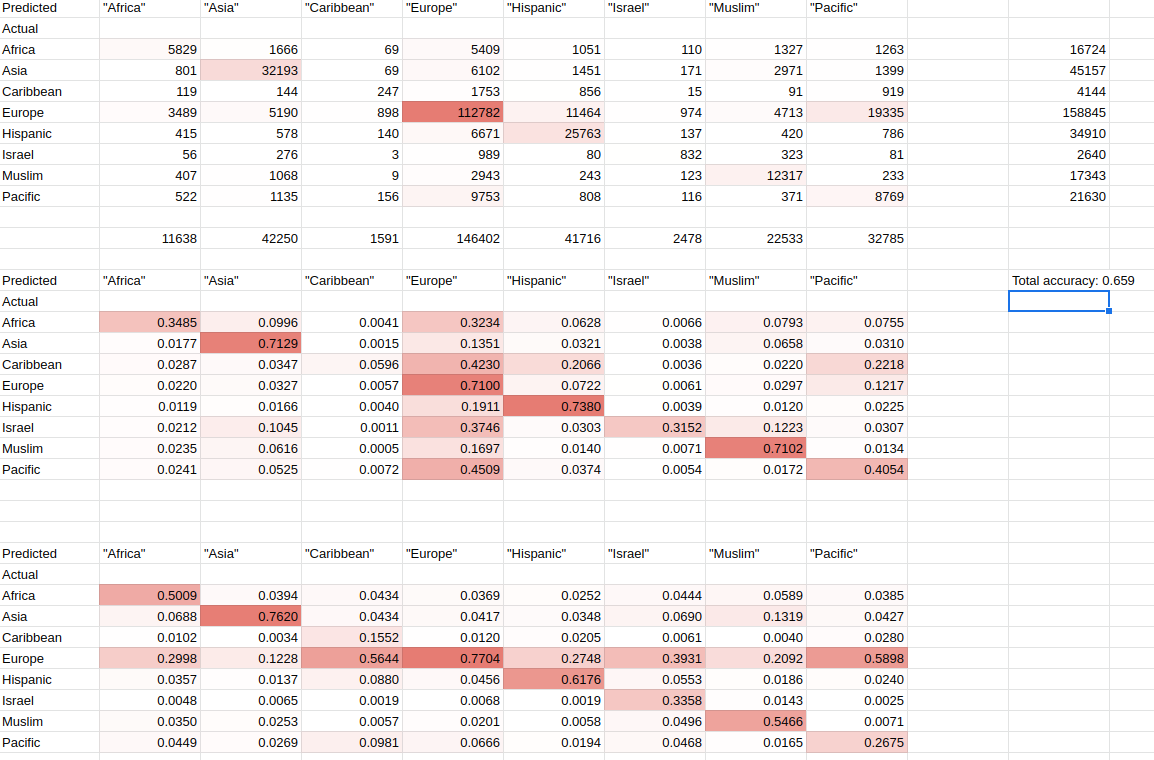 Predicted "Africa" "Asia" "Caribbean" "Europe" "Hispanic" "Israel" "Muslim" "Pacific"
Actual
Africa 5829 1666 69 5409 1051 110 1327 1263 16724
Asia 801 32193 69 6102 1451 171 2971 1399 45157
Caribbean 119 144 247 1753 856 15 91 919 4144
Europe 3489 5190 898 112782 11464 974 4713 19335 158845
Hispanic 415 578 140 6671 25763 137 420 786 34910
Israel 56 276 3 989 80 832 323 81 2640
Muslim 407 1068 9 2943 243 123 12317 233 17343
Pacific 522 1135 156 9753 808 116 371 8769 21630
11638 42250 1591 146402 41716 2478 22533 32785
Predicted "Africa" "Asia" "Caribbean" "Europe" "Hispanic" "Israel" "Muslim" "Pacific" Total accuracy: 0.659
Actual
Africa 0.3485 0.0996 0.0041 0.3234 0.0628 0.0066 0.0793 0.0755
Asia 0.0177 0.7129 0.0015 0.1351 0.0321 0.0038 0.0658 0.0310
Caribbean 0.0287 0.0347 0.0596 0.4230 0.2066 0.0036 0.0220 0.2218
Europe 0.0220 0.0327 0.0057 0.7100 0.0722 0.0061 0.0297 0.1217
Hispanic 0.0119 0.0166 0.0040 0.1911 0.7380 0.0039 0.0120 0.0225
Israel 0.0212 0.1045 0.0011 0.3746 0.0303 0.3152 0.1223 0.0307
Muslim 0.0235 0.0616 0.0005 0.1697 0.0140 0.0071 0.7102 0.0134
Pacific 0.0241 0.0525 0.0072 0.4509 0.0374 0.0054 0.0172 0.4054
Predicted "Africa" "Asia" "Caribbean" "Europe" "Hispanic" "Israel" "Muslim" "Pacific"
Actual
Africa 0.5009 0.0394 0.0434 0.0369 0.0252 0.0444 0.0589 0.0385
Asia 0.0688 0.7620 0.0434 0.0417 0.0348 0.0690 0.1319 0.0427
Caribbean 0.0102 0.0034 0.1552 0.0120 0.0205 0.0061 0.0040 0.0280
Europe 0.2998 0.1228 0.5644 0.7704 0.2748 0.3931 0.2092 0.5898
Hispanic 0.0357 0.0137 0.0880 0.0456 0.6176 0.0553 0.0186 0.0240
Israel 0.0048 0.0065 0.0019 0.0068 0.0019 0.3358 0.0143 0.0025
Muslim 0.0350 0.0253 0.0057 0.0201 0.0058 0.0496 0.5466 0.0071
Pacific 0.0449 0.0269 0.0981 0.0666 0.0194 0.0468 0.0165 0.2675